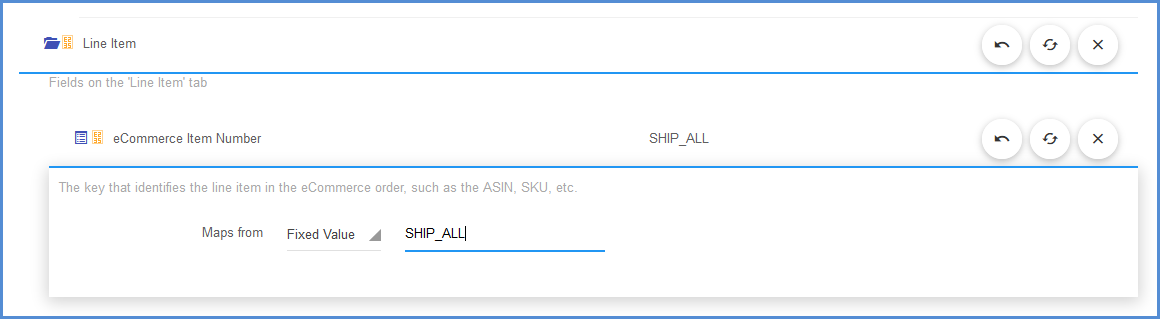 Line Item
Fields on the 'Line Item' tab
eCommerce Item Number SHIP_ALL
The key that identifies the line item in the eCommerce order, such as the ASIN, SKU, etc.
Maps from Fixed Value SHIP_ALL